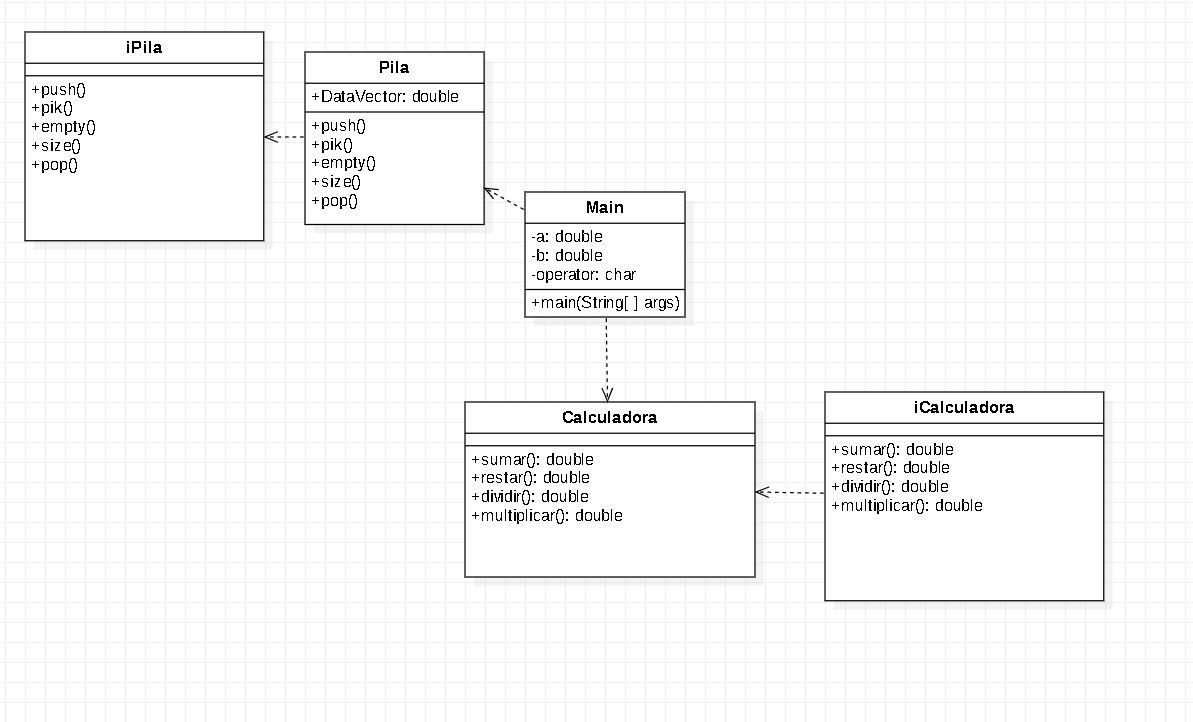 iPila
+push()
+pik()
+empty()
+size()
+pop()
Pila
+DataVector: double
+push()
+pik()
+empty()
+size()
+pop()
Main
-a: double
-b: double
-operator: char
+main(String[ ] args)
Calculadora
+sumar(): double
+restar(): double
+dividir(): double
+multiplicar(): double
iCalculadora
+sumar(): double
+restar(): double
+dividir(): double
+multiplicar(): double